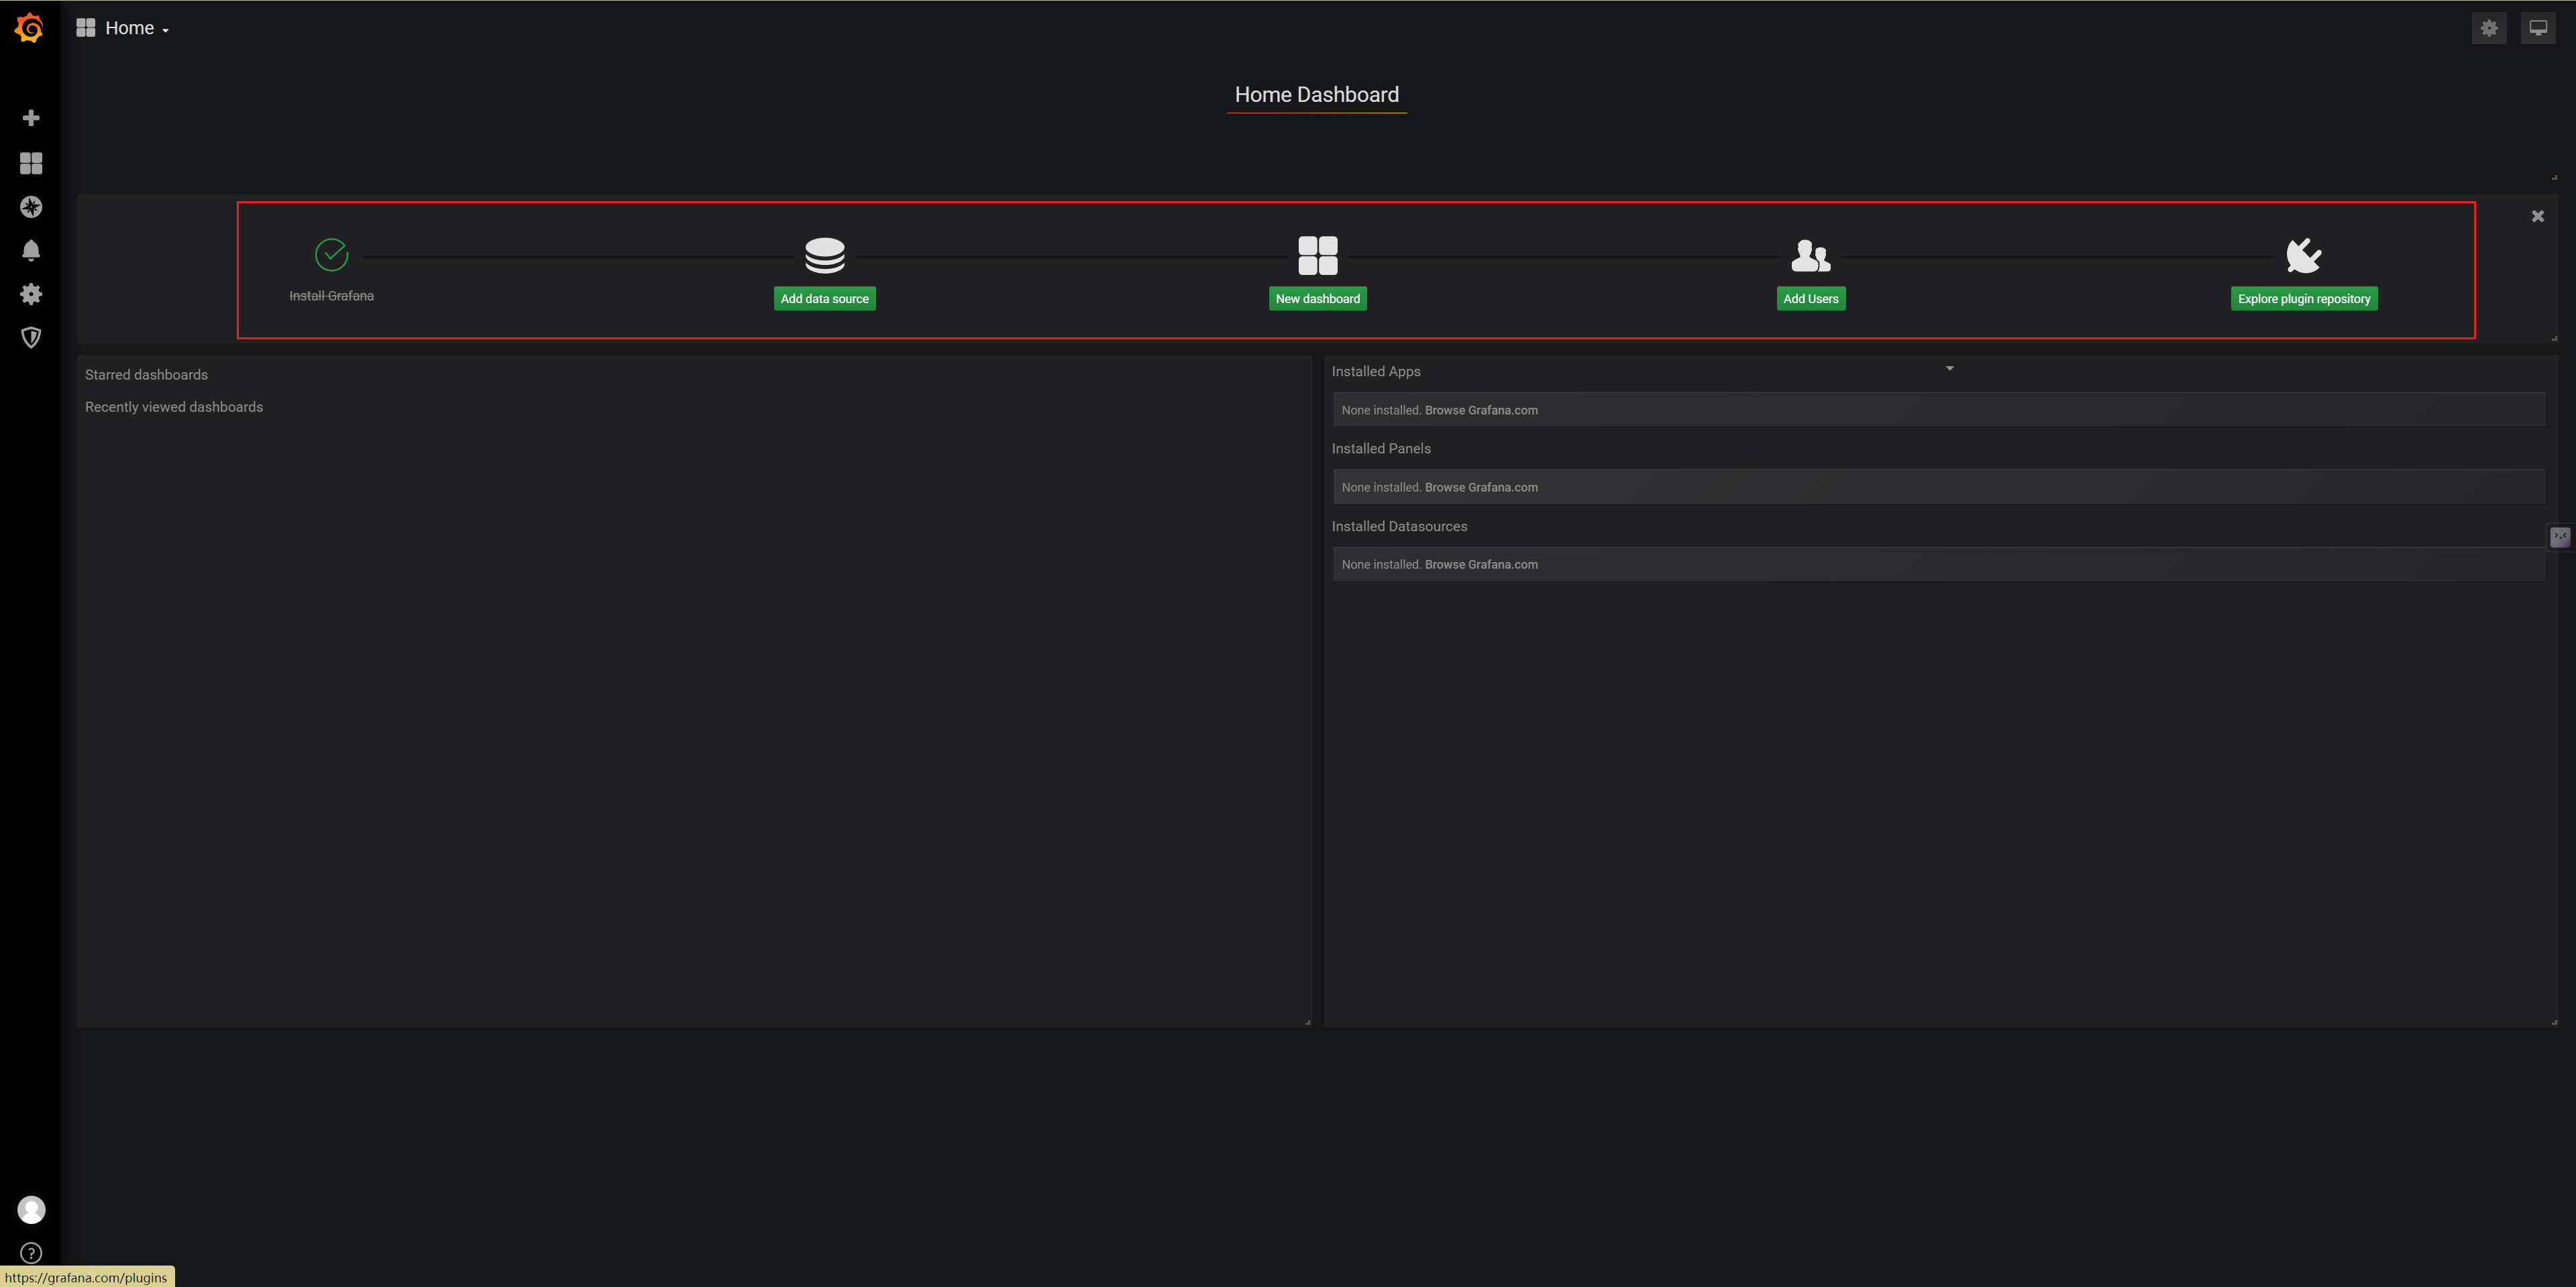 Home
Home Dashboard
Install Grafana
Add data source
New dashboard
Add Users
Explore plugin repository
Starred dashboards
Recently viewed dashboards
Installed Apps
None installed. Browse Grafana.com
Installed Panels
None installed. Browse Grafana.com
Installed Datasources
None installed. Browse Grafana.com
?
https://grafana.com/plugins